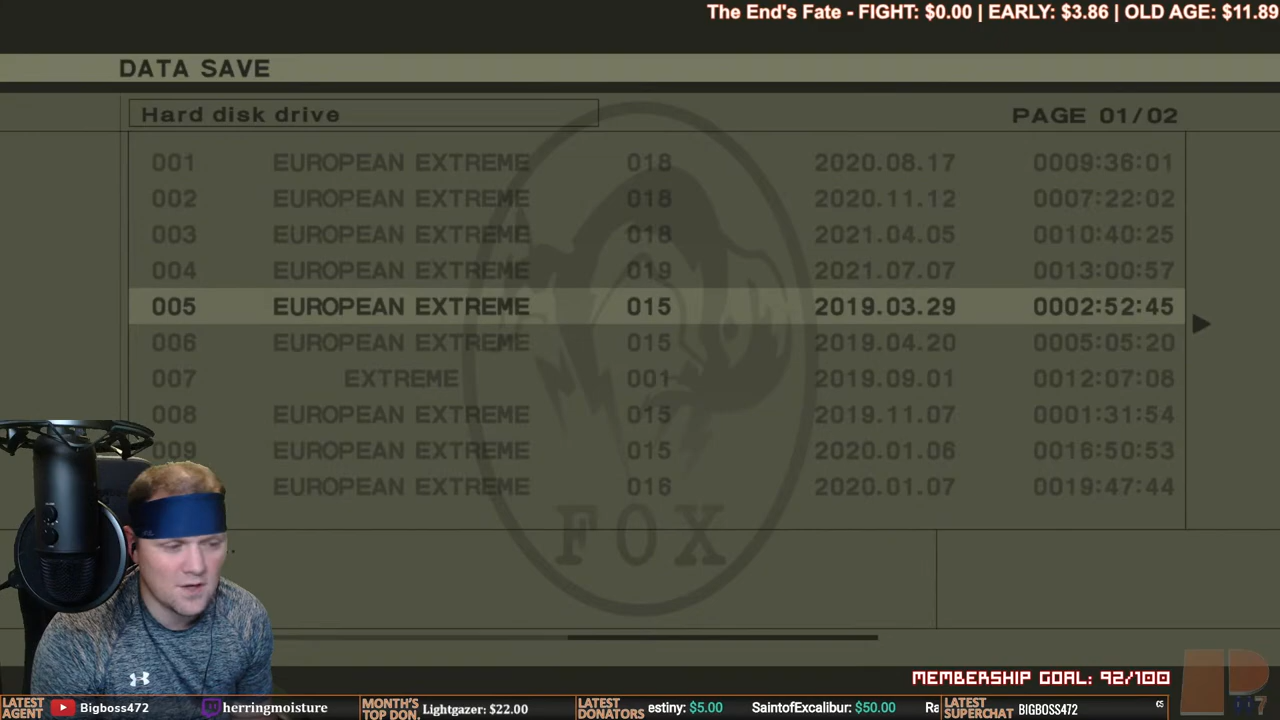 The End's Fate - FIGHT: $0.00 | EARLY: $3.86 | OLD AGE: $11.89
DATA SAVE
Hard disk drive PAGE 01/02
001 EUROPEAN EXTREME 018 2020.08.17 0009:36:01
002 EUROPEAN EXTREME 018 2020.11.12 0007:22:02
003 EUROPEAN EXTREME 018 2021.04.05 0010:40:25
004 EUROPEAN EXTREME 019 2021.07.07 0013:00:57
005 EUROPEAN EXTREME 015 2019.03.29 0002:52:45
006 EUROPEAN EXTREME 015 2019.04.20 0005:05:20
007 EXTREME 001 2019.09.01 0012:07:08
008 EUROPEAN EXTREME 015 2019.11.07 0001:31:54
009 EUROPEAN EXTREME 015 2020.01.06 0016:50:53
EUROPEAN EXTREME 016 2020.01.07 0019:47:44
FOX
MEMBERSHIP GOAL: 92/100
LATEST AGENT Bigboss472 herringmoisture MONTH'S TOP DON. Lightgazer: $22.00 LATEST DONATORS estiny: $5.00 SaintofExcalibur: $50.00 Ra LATEST SUPERCHAT BIGBOSS472